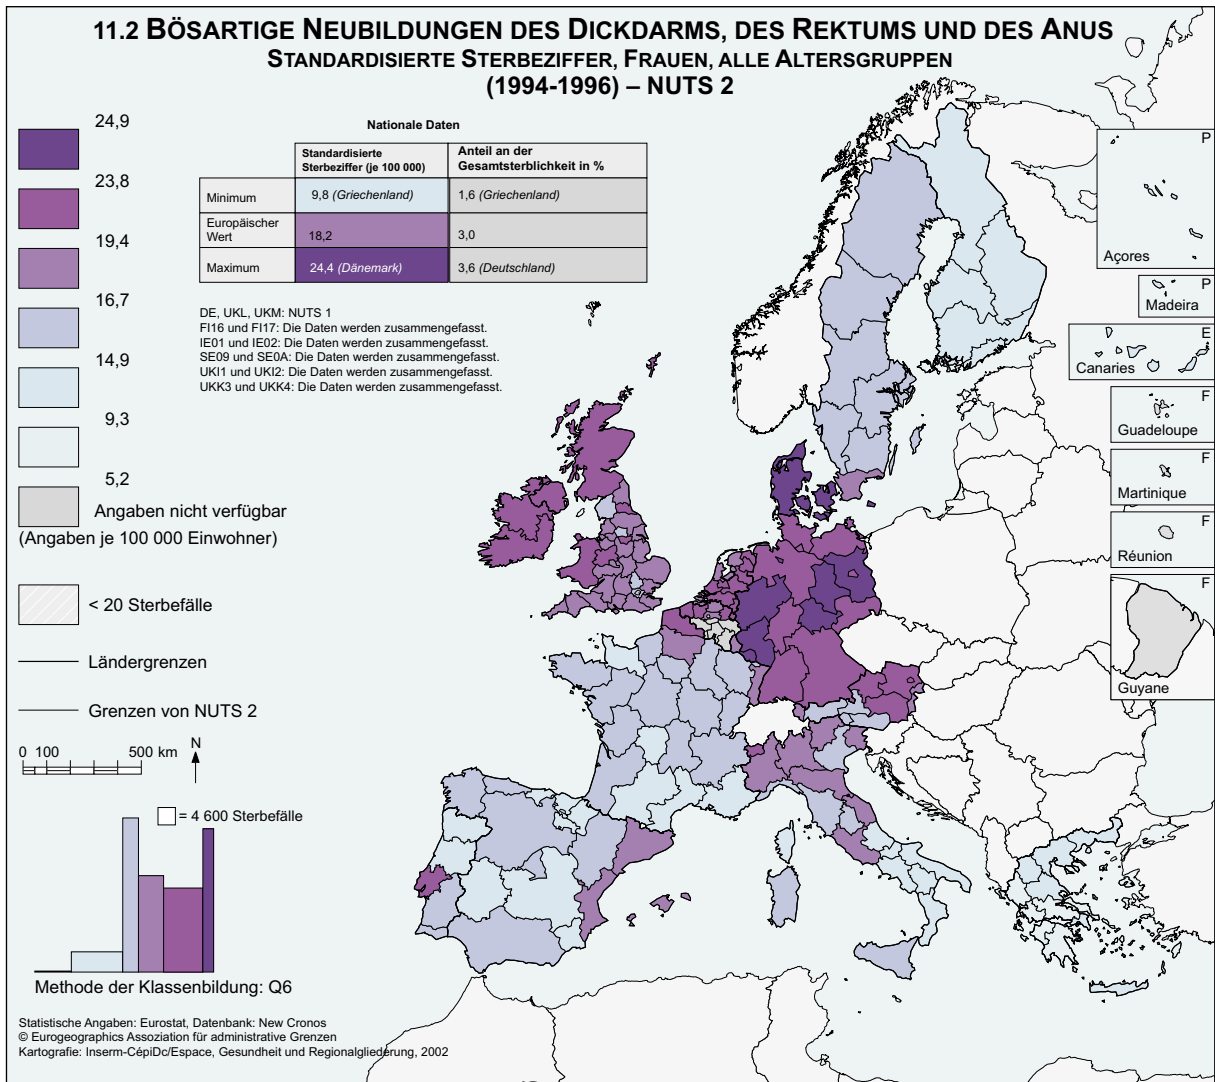 11.2 BÖSARTIGE NEUBILDUNGEN DES DICKDARMS, DES REKTUMS UND DES ANUS
STANDARDISIERTE STERBEZIFFER, FRAUEN, ALLE ALTERSGRUPPEN
(1994-1996) – NUTS 2
24,9
23,8
19,4
16,7
14,9
9,3
5,2
Angaben nicht verfügbar
(Angaben je 100 000 Einwohner)
< 20 Sterbefälle
Ländergrenzen
Grenzen von NUTS 2
0 100 500 km
N
= 4 600 Sterbefälle
Methode der Klassenbildung: Q6
Statistische Angaben: Eurostat, Datenbank: New Cronos
© Eurogeographics Assoziation für administrative Grenzen
Kartografie: Inserm-CépiDc/Espace, Gesundheit und Regionalgliederung, 2002
Nationale Daten
Standardisierte
Sterbeziffer (je 100 000)
Anteil an der
Gesamtsterblichkeit in %
Minimum
9,8 (Griechenland)
1,6 (Griechenland)
Europäischer
Wert
18,2
3,0
Maximum
24,4 (Dänemark)
3,6 (Deutschland)
DE, UKL, UKM: NUTS 1
FI16 und FI17: Die Daten werden zusammengefasst.
IE01 und IE02: Die Daten werden zusammengefasst.
SE09 und SE0A: Die Daten werden zusammengefasst.
UKI1 und UKI2: Die Daten werden zusammengefasst.
UKK3 und UKK4: Die Daten werden zusammengefasst.
P
Açores
P
Madeira
E
Canaries
F
Guadeloupe
F
Martinique
F
Réunion
F
Guyane